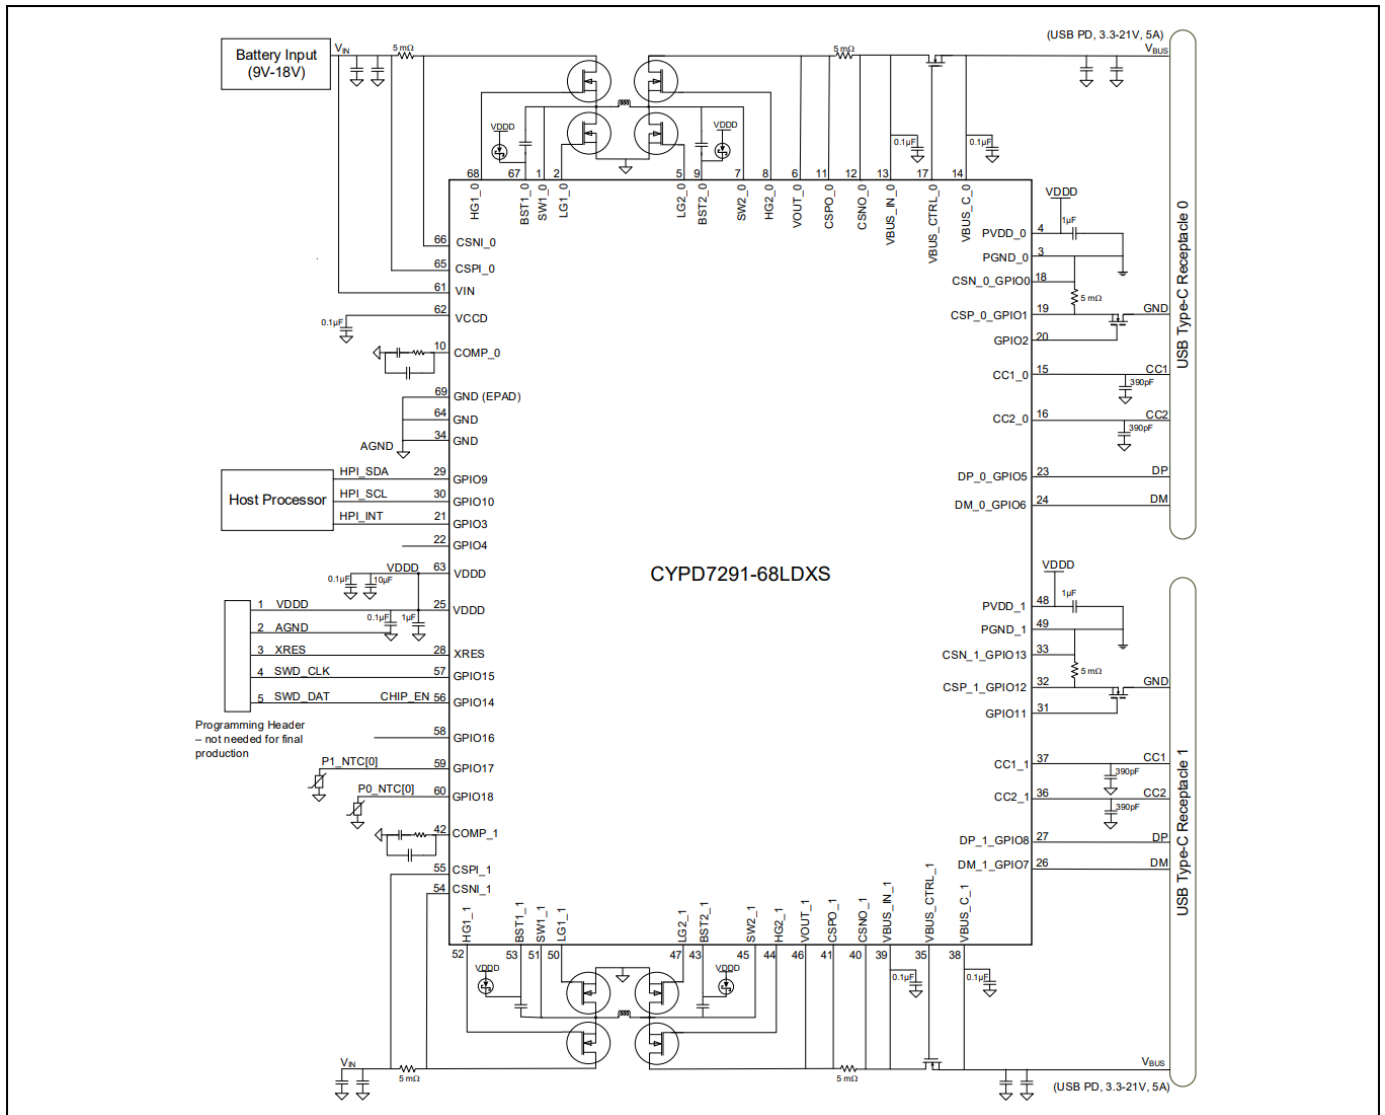 Battery Input
(9V-18V)
VIN
5 mΩ
(USB PD, 3.3-21V, 5A)
VBUS
5 mΩ
VDDD
VDDD
0.1µF
0.1µF
68
67
1
2
5
9
7
8
6
11
12
13
17
14
HG1_0
BST1_0
SW1_0
LG1_0
LG2_0
BST2_0
SW2_0
HG2_0
VOUT_0
CSPO_0
CSNO_0
VBUS_IN_0
VBUS_CTRL_0
VBUS_C_0
66
CSNI_0
65
CSPI_0
61
VIN
62
VCCD
0.1µF
10
COMP_0
69
GND (EPAD)
64
GND
34
GND
AGND
Host Processor
HPI_SDA
29
GPIO9
HPI_SCL
30
GPIO10
HPI_INT
21
GPIO3
22
GPIO4
VDDD
63
VDDD
0.1µF
10µF
1
VDDD
25
VDDD
0.1µF
1µF
2
AGND
3
XRES
28
XRES
4
SWD_CLK
57
GPIO15
5
SWD_DAT
CHIP_EN
56
GPIO14
Programming Header
– not needed for final
production
58
GPIO16
P1_NTC[0]
59
GPIO17
P0_NTC[0]
60
GPIO18
42
COMP_1
55
CSPI_1
54
CSNI_1
CYPD7291-68LDXS
VDDD
1µF
PVDD_0
4
PGND_0
3
CSN_0_GPIO0
18
5 mΩ
CSP_0_GPIO1
19
GND
GPIO2
20
CC1_0
15
CC1
390pF
CC2_0
16
CC2
390pF
DP_0_GPIO5
23
DP
DM_0_GPIO6
24
DM
USB Type-C Receptacle 0
VDDD
1µF
PVDD_1
48
PGND_1
49
CSN_1_GPIO13
33
5 mΩ
CSP_1_GPIO12
32
GND
GPIO11
31
CC1_1
37
CC1
390pF
CC2_1
36
CC2
390pF
DP_1_GPIO8
27
DP
DM_1_GPIO7
26
DM
USB Type-C Receptacle 1
HG1_1
BST1_1
SW1_1
LG1_1
LG2_1
BST2_1
SW2_1
HG2_1
VOUT_1
CSPO_1
CSNO_1
VBUS_IN_1
VBUS_CTRL_1
VBUS_C_1
52
53
51
50
47
43
45
44
46
41
40
39
35
38
VDDD
VDDD
0.1µF
0.1µF
VIN
5 mΩ
5 mΩ
VBUS
(USB PD, 3.3-21V, 5A)